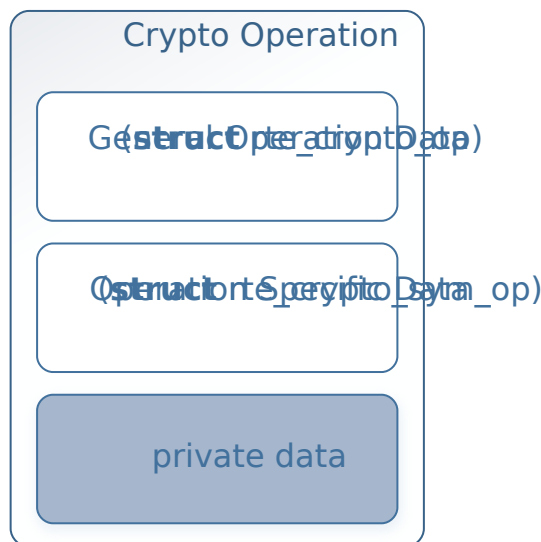 Crypto Operation
General Operation Data
(struct rte_crypto_op)
Operation Specific Data
(struct rte_crypto_sym_op)
private data